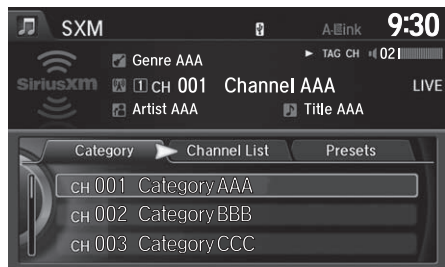 SXM A-Link 9:30
Genre AAA TAG CH 02
SiriusXM 1 CH 001 Channel AAA LIVE
Artist AAA Title AAA
Category Channel List Presets
CH 001 Category AAA
CH 002 Category BBB
CH 003 Category CCC